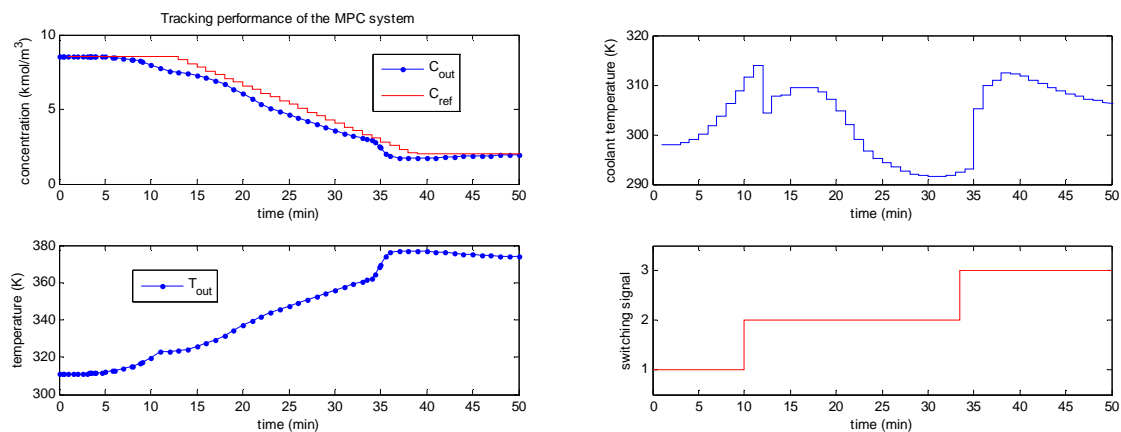 Tracking performance of the MPC system
10
5
0
concentration (kmol/m³)
C_out
C_ref
0 5 10 15 20 25 30 35 40 45 50
time (min)
320
310
300
290
coolant temperature (K)
0 5 10 15 20 25 30 35 40 45 50
time (min)
380
360
340
320
300
temperature (K)
T_out
0 5 10 15 20 25 30 35 40 45 50
time (min)
3
2
1
switching signal
0 5 10 15 20 25 30 35 40 45 50
time (min)